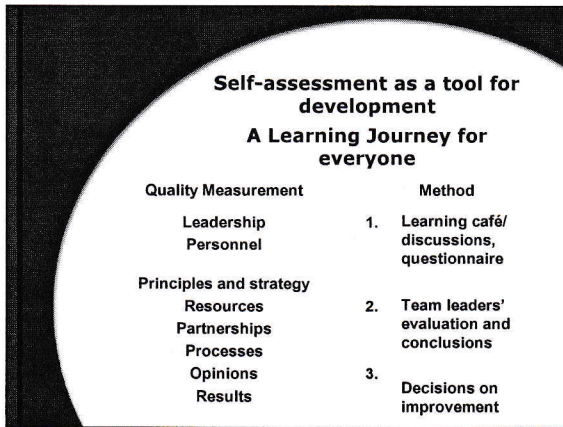 Self-assessment as a tool for
development
A Learning Journey for
everyone
Quality Measurement
Leadership
Personnel
Principles and strategy
Resources
Partnerships
Processes
Opinions
Results
Method
1. Learning café/
discussions,
questionnaire
2. Team leaders'
evaluation and
conclusions
3.
Decisions on
improvement